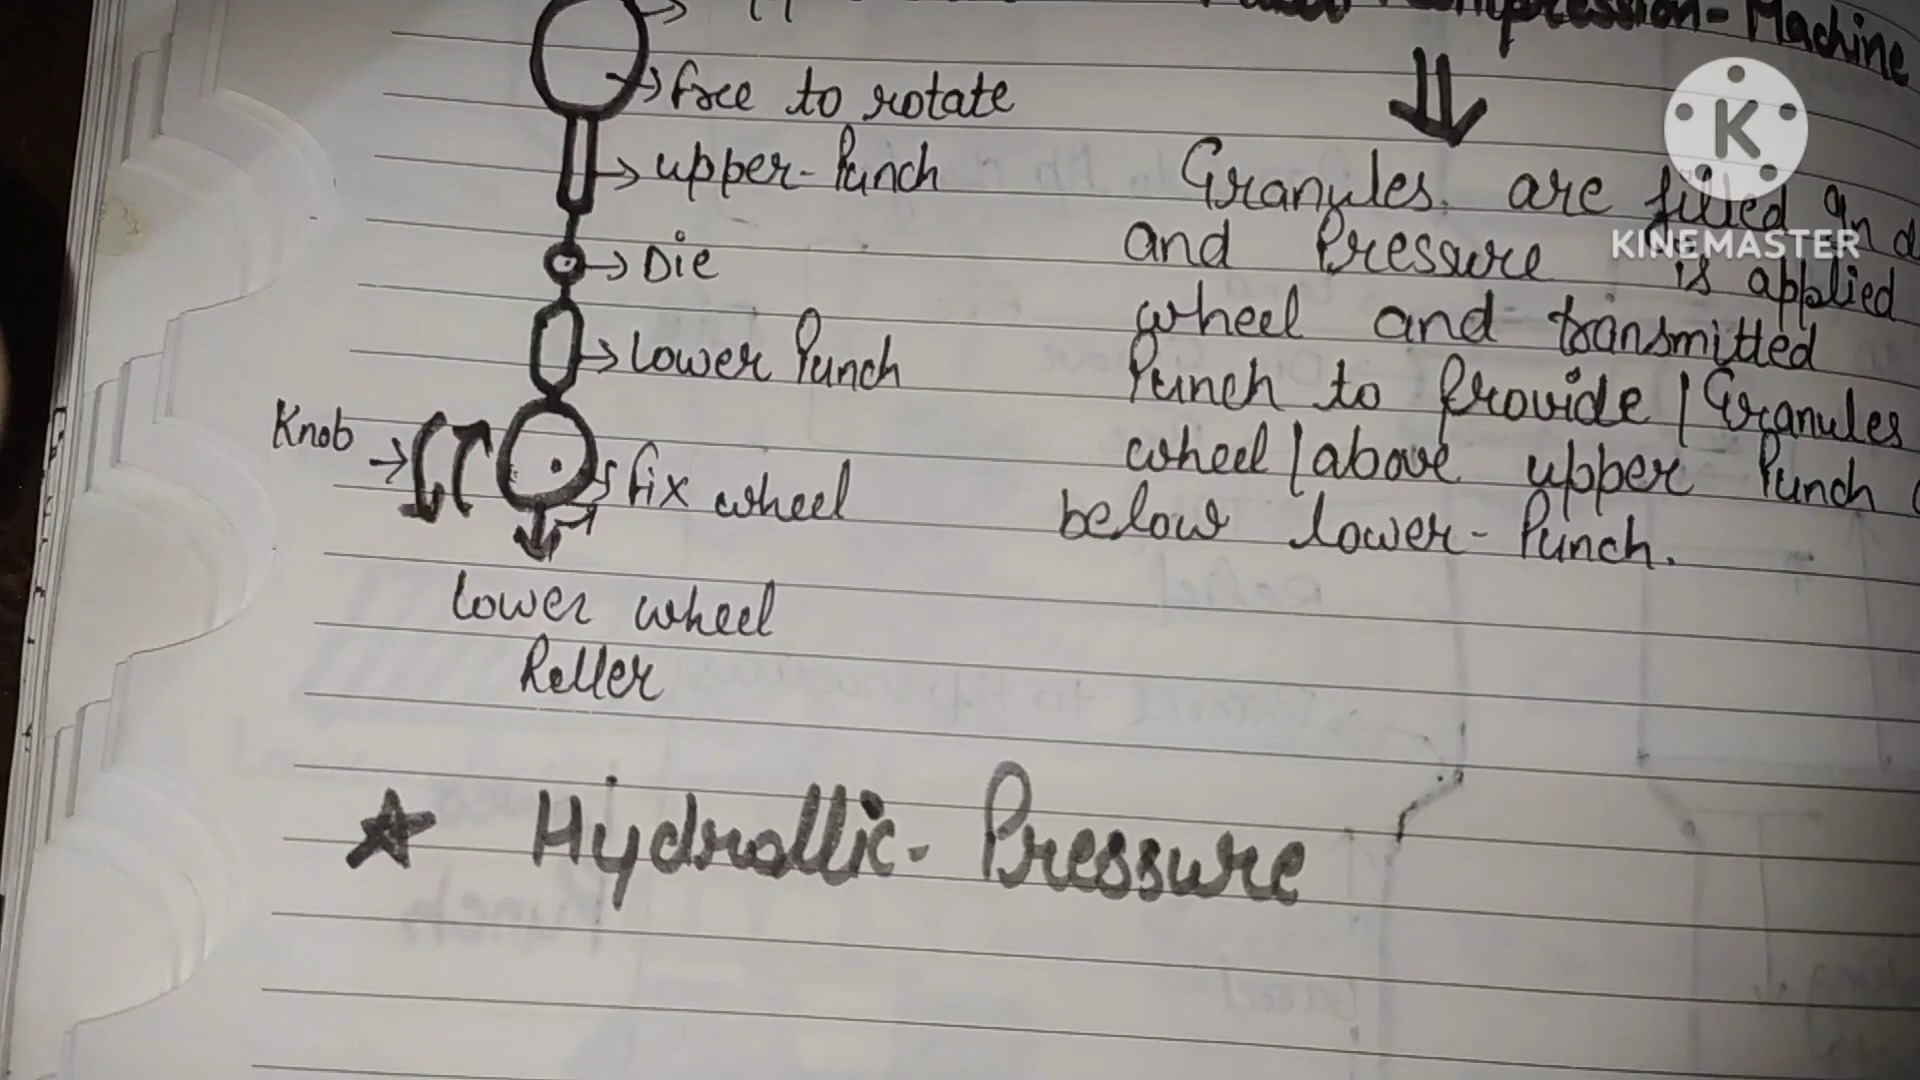 compression-Machine
free to rotate
upper-Punch
Die
Lower Punch
Knob
fix wheel
lower wheel
Roller
Granules. are filled
and Pressure is applied
wheel and transmitted
Punch to Provide / Granules
wheel / above upper Punch
below lower-Punch.
Hydrollic-Pressure
K
KINEMASTER